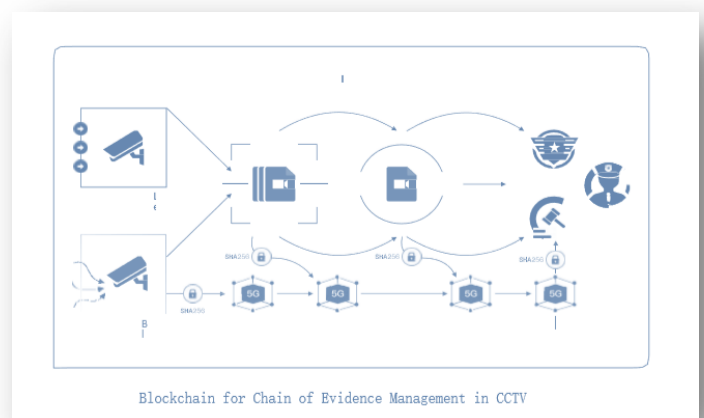 SHA256
SHA256
SHA256
5G
5G
5G
5G
SHA256
B
Blockchain for Chain of Evidence Management in CCTV